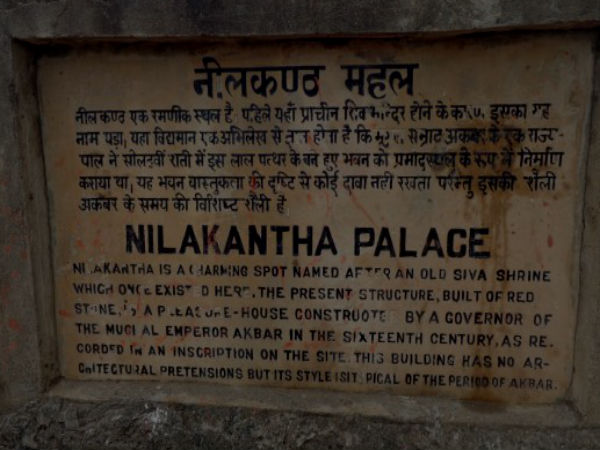 नीलकण्ठ महल
नीलकण्ठ एक रमणीक स्थल है पहिले यहाँ प्राचीन शिव मन्दिर होने के कारण इसका यह
नाम पड़ा, यहा विद्यमान एक अभिलेख से ज्ञात होता है कि मुगल सम्राट अकबर के एक राज्य-
पाल ने सोलहवीं शती में इस लाल पत्थर के बने हुए भवन को प्रमोदस्थल के रूप में निर्माण
कराया था, यह भवन वास्तुकला की दृष्टि से कोई दावा नही रखता परन्तु इसकी शैली
अकबर के समय की विशिष्ट शैली है
NILAKANTHA PALACE
NILAKANTHA IS A CHARMING SPOT NAMED AFTER AN OLD SIVA SHRINE
WHICH ONCE EXISTED HERE. THE PRESENT STRUCTURE, BUILT OF RED
STONE, IS A PLEASURE-HOUSE CONSTRUCTED BY A GOVERNOR OF
THE MUGHAL EMPEROR AKBAR IN THE SIXTEENTH CENTURY, AS RE-
CORDED IN AN INSCRIPTION ON THE SITE. THIS BUILDING HAS NO AR-
CHITECTURAL PRETENSIONS BUT ITS STYLE IS TYPICAL OF THE PERIOD OF AKBAR.